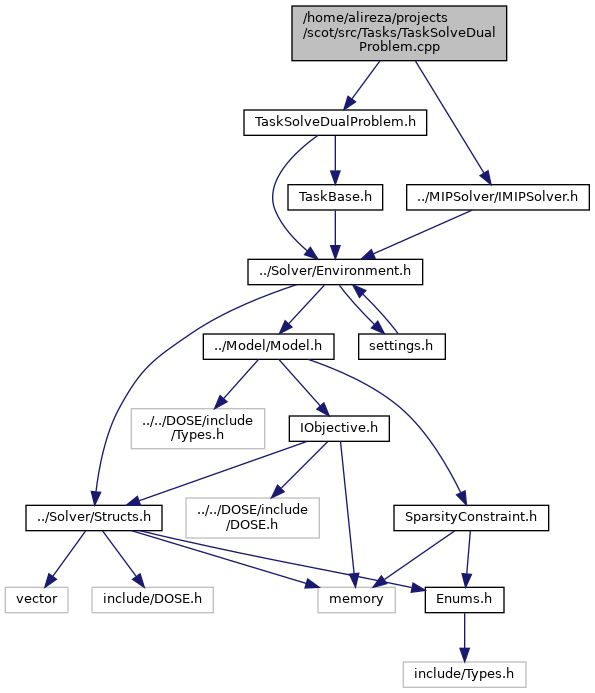 /home/alireza/projects
/scot/src/Tasks/TaskSolveDual
Problem.cpp
TaskSolveDualProblem.h
TaskBase.h
../MIPSolver/IMIPSolver.h
../Solver/Environment.h
../Model/Model.h
settings.h
../../DOSE/include
/Types.h
IObjective.h
../Solver/Structs.h
../../DOSE/include
/DOSE.h
SparsityConstraint.h
vector
include/DOSE.h
memory
Enums.h
include/Types.h